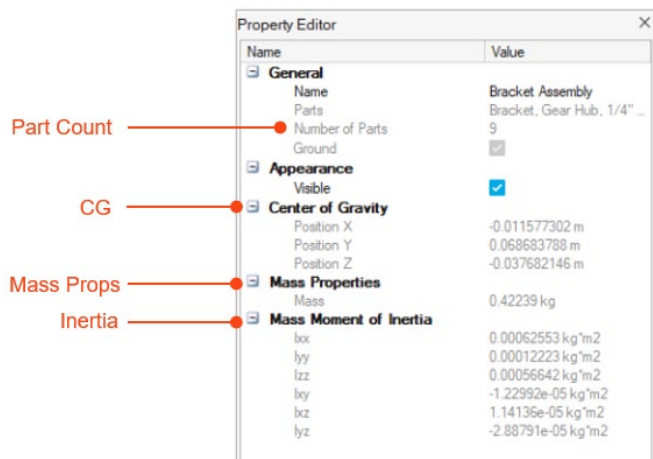 Property Editor
Name Value
General
Name Bracket Assembly
Parts Bracket, Gear Hub, 1/4" ...
Part Count Number of Parts 9
Ground
Appearance
Visible
CG Center of Gravity
Position X -0.011577302 m
Position Y 0.068683788 m
Position Z -0.037682146 m
Mass Props Mass Properties
Mass 0.42239 kg
Inertia Mass Moment of Inertia
Ixx 0.00062553 kg*m2
Iyy 0.00012223 kg*m2
Izz 0.00056642 kg*m2
Ixy -1.22992e-05 kg*m2
Ixz 1.14136e-05 kg*m2
Iyz -2.88791e-05 kg*m2